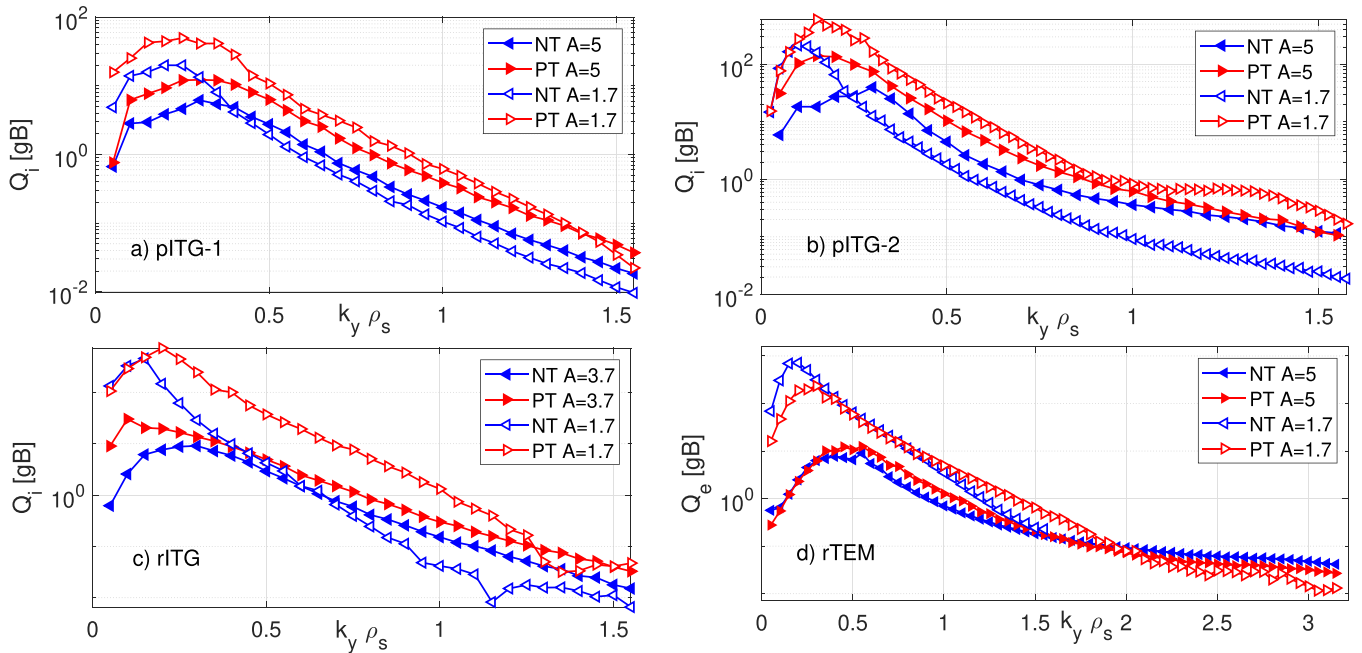 10^2
10^0
10^-2
Q_i [gB]
NT A=5
PT A=5
NT A=1.7
PT A=1.7
a) pITG-1
0 0.5 1 1.5
k_y ρ_s
10^2
10^0
10^-2
Q_i [gB]
NT A=5
PT A=5
NT A=1.7
PT A=1.7
b) pITG-2
0.5 1 1.5
k_y ρ_s
10^0
Q_i [gB]
NT A=3.7
PT A=3.7
NT A=1.7
PT A=1.7
c) rITG
0 0.5 1 1.5
k_y ρ_s
10^0
Q_e [gB]
NT A=5
PT A=5
NT A=1.7
PT A=1.7
d) rTEM
0 0.5 1 1.5 2 2.5 3
k_y ρ_s